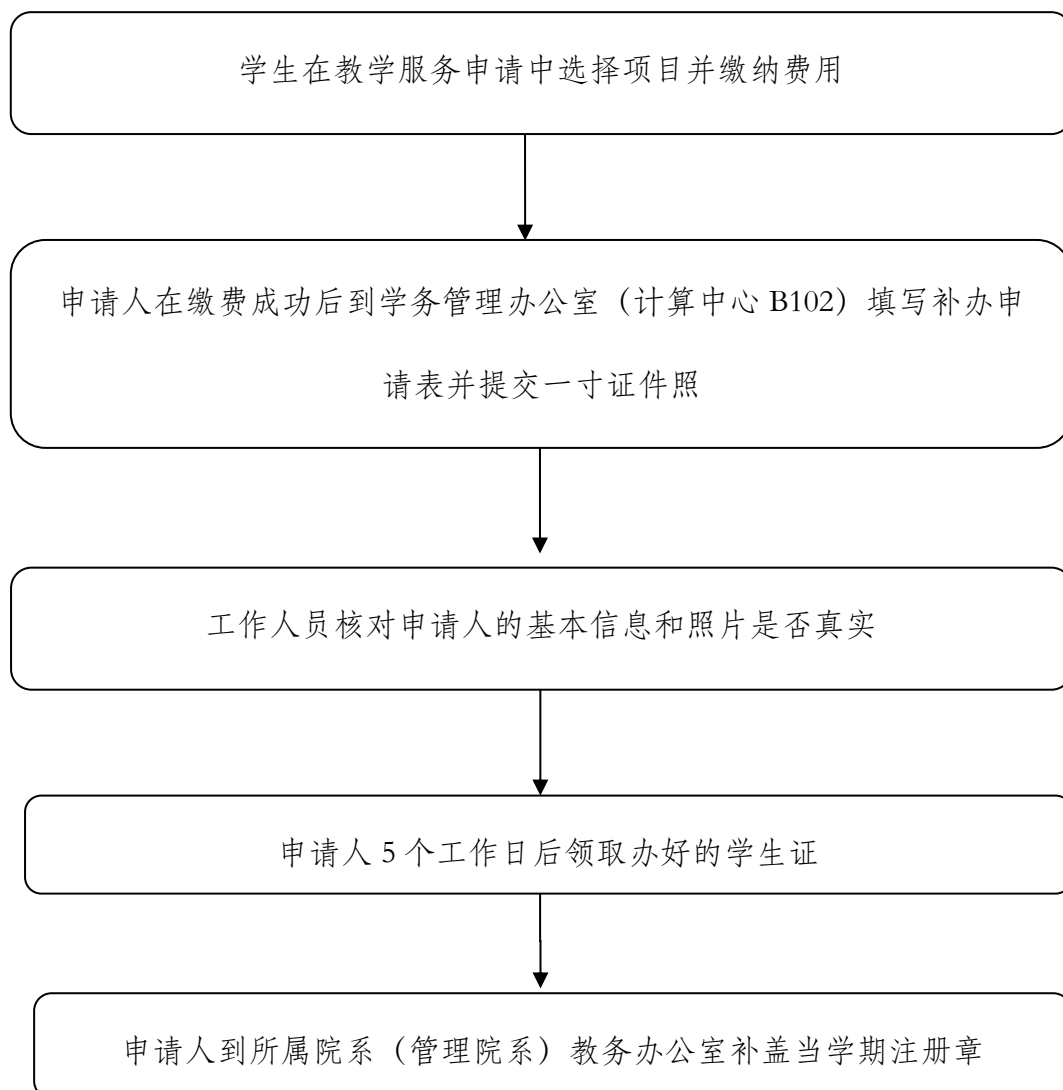 学生在教学服务申请中选择项目并缴纳费用
申请人在缴费成功后到学务管理办公室（计算中心 B102）填写补办申
请表并提交一寸证件照
工作人员核对申请人的基本信息和照片是否真实
申请人 5 个工作日后领取办好的学生证
申请人到所属院系（管理院系）教务办公室补盖当学期注册章